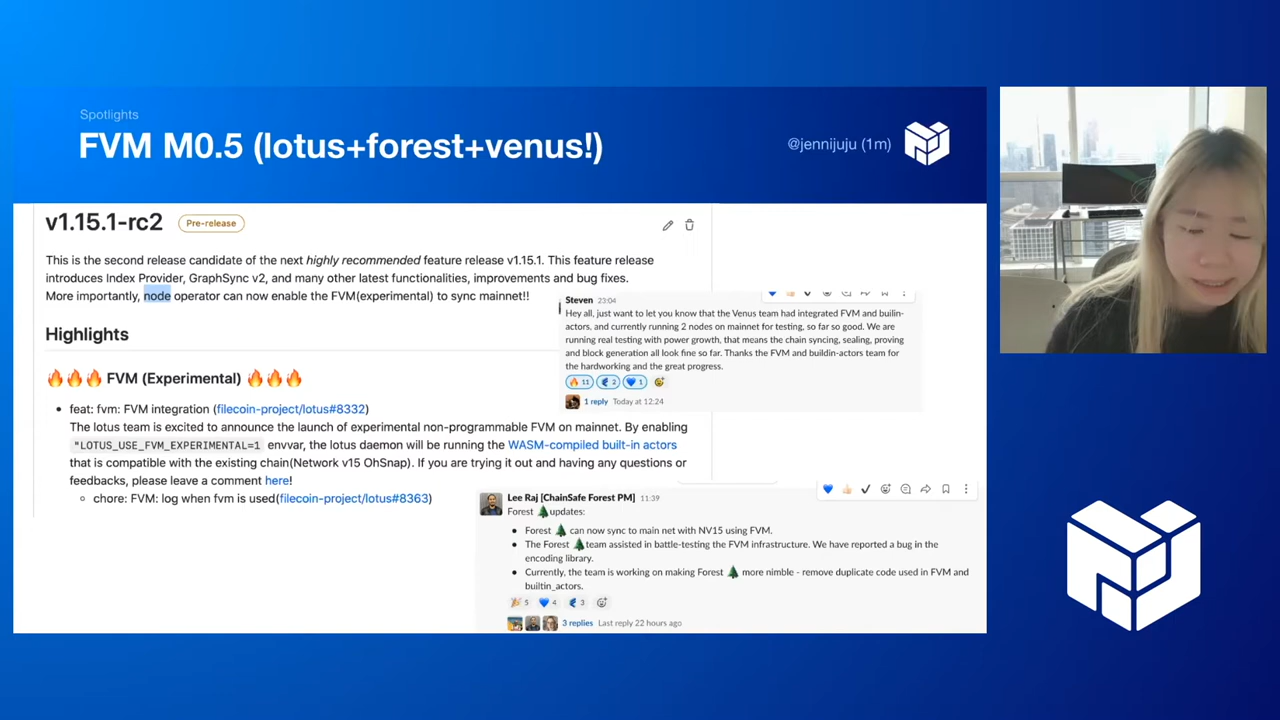 Spotlights
FVM M0.5 (lotus+forest+venus!)
@jennijuju (1m)
v1.15.1-rc2
Pre-release
This is the second release candidate of the next highly recommended feature release v1.15.1. This feature release
introduces Index Provider, GraphSync v2, and many other latest functionalities, improvements and bug fixes.
More importantly, node operator can now enable the FVM(experimental) to sync mainnet!!
Highlights
🔥🔥🔥 FVM (Experimental) 🔥🔥🔥
• feat: fvm: FVM integration (filecoin-project/lotus#8332)
The lotus team is excited to announce the launch of experimental non-programmable FVM on mainnet. By enabling
"LOTUS_USE_FVM_EXPERIMENTAL=1 envvar, the lotus daemon will be running the WASM-compiled built-in actors
that is compatible with the existing chain(Network v15 OhSnap). If you are trying it out and having any questions or
feedbacks, please leave a comment here!
◦ chore: FVM: log when fvm is used(filecoin-project/lotus#8363)
Steven 23:04
Hey all, just want to let you know that the Venus team had integrated FVM and builin-
actors, and currently running 2 nodes on mainnet for testing, so far so good. We are
running real testing with power growth, that means the chain syncing, sealing, proving
and block generation all look fine so far. Thanks the FVM and buildin-actors team for
the hardworking and the great progress.
🔥 11 2 💙 1
1 reply Today at 12:24
Lee Raj [ChainSafe Forest PM] 11:39
Forest 🌲updates:
• Forest 🌲 can now sync to main net with NV15 using FVM.
• The Forest 🌲team assisted in battle-testing the FVM infrastructure. We have reported a bug in the
encoding library.
• Currently, the team is working on making Forest 🌲 more nimble - remove duplicate code used in FVM and
builtin_actors.
🎉 5 💙 4 3
3 replies Last reply 22 hours ago